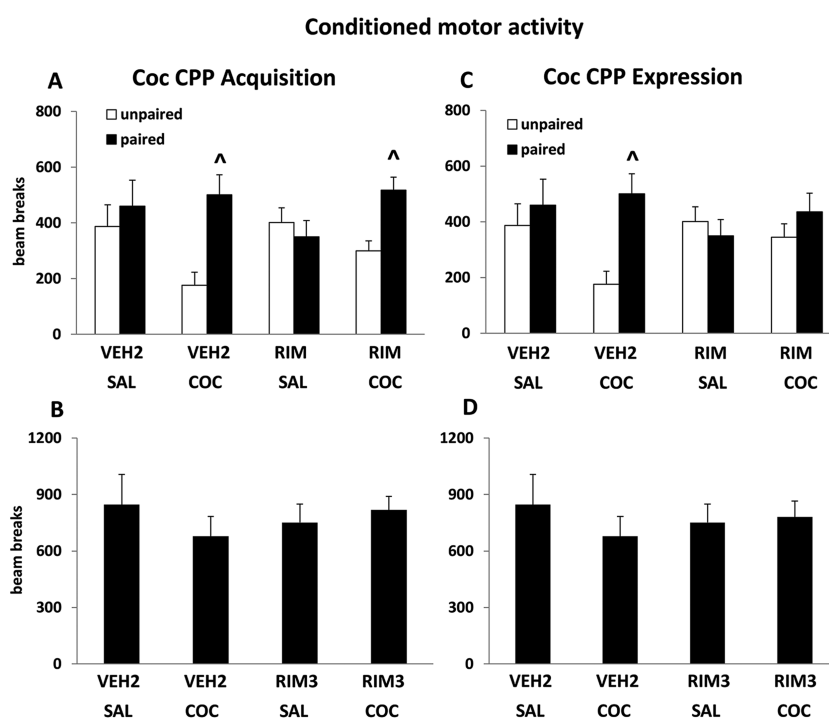 Conditioned motor activity
A
Coc CPP Acquisition
800
600
400
200
0
beam breaks
unpaired
paired
^
^
VEH2 VEH2 RIM RIM
SAL COC SAL COC
C
Coc CPP Expression
800
600
400
200
0
unpaired
paired
^
VEH2 VEH2 RIM RIM
SAL COC SAL COC
B
1200
900
600
300
0
beam breaks
VEH2 VEH2 RIM3 RIM3
SAL COC SAL COC
D
1200
900
600
300
0
VEH2 VEH2 RIM3 RIM3
SAL COC SAL COC